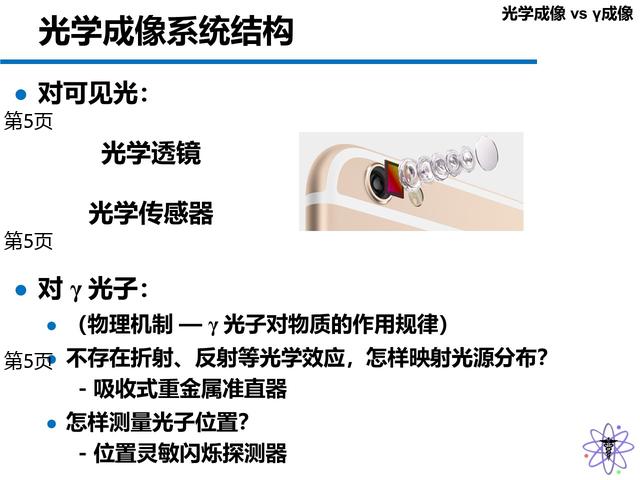 光学成像 vs γ成像
光学成像系统结构
• 对可见光：
第5页
光学透镜
光学传感器
第5页
• 对 γ 光子：
• （物理机制 — γ 光子对物质的作用规律）
第5页
• 不存在折射、反射等光学效应，怎样映射光源分布？
- 吸收式重金属准直器
• 怎样测量光子位置？
- 位置灵敏闪烁探测器